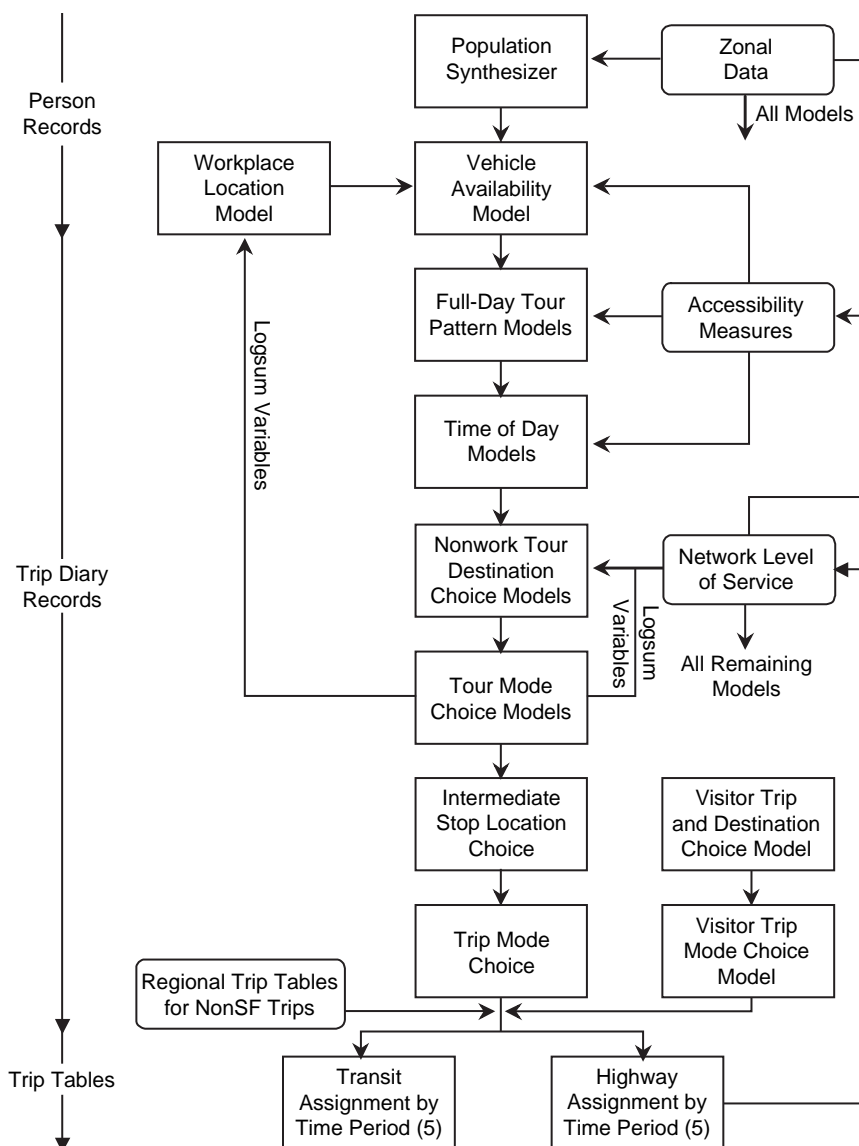 Population
Synthesizer
Zonal
Data
All Models
Person
Records
Workplace
Location
Model
Vehicle
Availability
Model
Full-Day Tour
Pattern Models
Accessibility
Measures
Logsum Variables
Time of Day
Models
Trip Diary
Records
Nonwork Tour
Destination
Choice Models
Network Level
of Service
Logsum
Variables
All Remaining
Models
Tour Mode
Choice Models
Intermediate
Stop Location
Choice
Visitor Trip
and Destination
Choice Model
Trip Mode
Choice
Visitor Trip
Mode Choice
Model
Regional Trip Tables
for NonSF Trips
Trip Tables
Transit
Assignment by
Time Period (5)
Highway
Assignment by
Time Period (5)